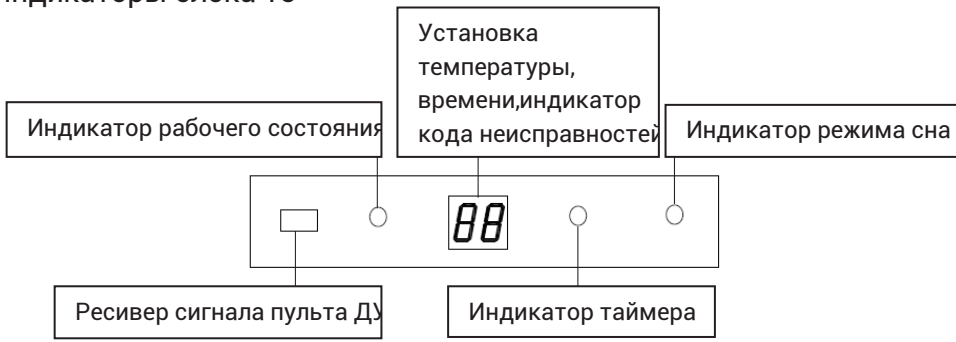 Установка
температуры,
времени,индикатор
кода неисправностей
Индикатор рабочего состояния
Индикатор режима сна
88
Ресивер сигнала пульта ДУ
Индикатор таймера